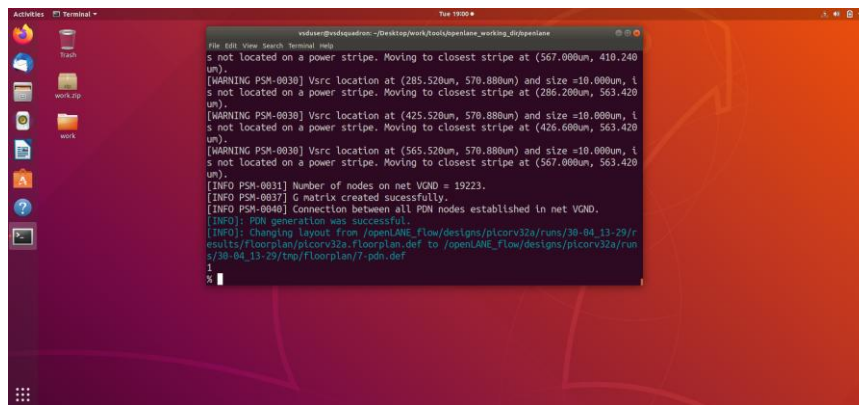 Activities Terminal Tue 19:00
vsduser@vsdsquadron: ~/Desktop/work/tools/openlane_working_dir/openlane
File Edit View Search Terminal Help
s not located on a power stripe. Moving to closest stripe at (567.000um, 410.240
um).
[WARNING PSM-0030] Vsrc location at (285.520um, 570.880um) and size =10.000um, i
s not located on a power stripe. Moving to closest stripe at (286.200um, 563.420
um).
[WARNING PSM-0030] Vsrc location at (425.520um, 570.880um) and size =10.000um, i
s not located on a power stripe. Moving to closest stripe at (426.600um, 563.420
um).
[WARNING PSM-0030] Vsrc location at (565.520um, 570.880um) and size =10.000um, i
s not located on a power stripe. Moving to closest stripe at (567.000um, 563.420
um).
[INFO PSM-0031] Number of nodes on net VGND = 19223.
[INFO PSM-0037] G matrix created sucessfully.
[INFO PSM-0040] Connection between all PDN nodes established in net VGND.
[INFO]: PDN generation was successful.
[INFO]: Changing layout from /openLANE_flow/designs/picorv32a/runs/30-04_13-29/r
esults/floorplan/picorv32a.floorplan.def to /openLANE_flow/designs/picorv32a/run
s/30-04_13-29/tmp/floorplan/7-pdn.def
1
%
Trash
work.zip
work